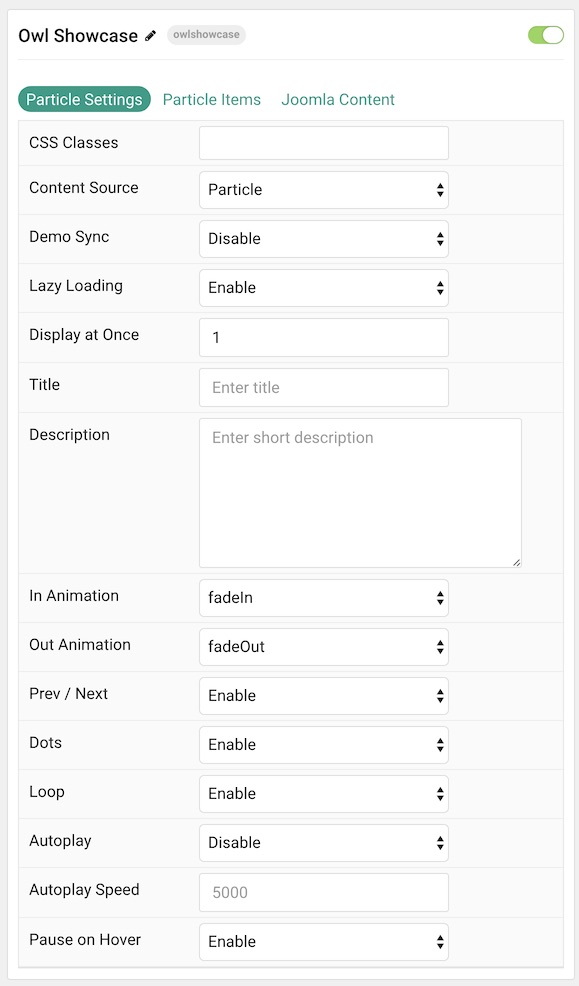 Owl Showcase owlshowcase
Particle Settings Particle Items Joomla Content
CSS Classes
Content Source Particle
Demo Sync Disable
Lazy Loading Enable
Display at Once 1
Title Enter title
Description Enter short description
In Animation fadeIn
Out Animation fadeOut
Prev / Next Enable
Dots Enable
Loop Enable
Autoplay Disable
Autoplay Speed 5000
Pause on Hover Enable